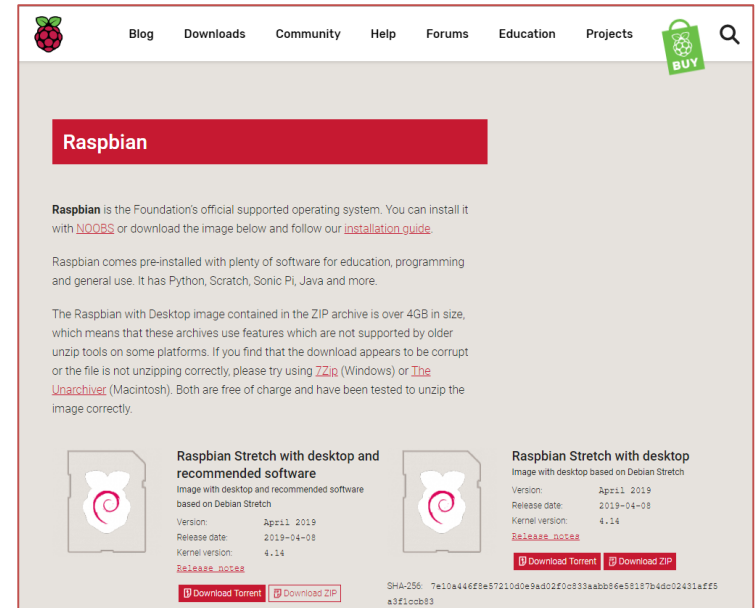 Blog Downloads Community Help Forums Education Projects BUY
Raspbian
Raspbian is the Foundation's official supported operating system. You can install it
with NOOBS or download the image below and follow our installation guide.
Raspbian comes pre-installed with plenty of software for education, programming
and general use. It has Python, Scratch, Sonic Pi, Java and more.
The Raspbian with Desktop image contained in the ZIP archive is over 4GB in size,
which means that these archives use features which are not supported by older
unzip tools on some platforms. If you find that the download appears to be corrupt
or the file is not unzipping correctly, please try using 7Zip (Windows) or The
Unarchiver (Macintosh). Both are free of charge and have been tested to unzip the
image correctly.
Raspbian Stretch with desktop and
recommended software
Image with desktop and recommended software
based on Debian Stretch
Version: April 2019
Release date: 2019-04-08
Kernel version: 4.14
Release notes
Download Torrent Download ZIP
Raspbian Stretch with desktop
Image with desktop based on Debian Stretch
Version: April 2019
Release date: 2019-04-08
Kernel version: 4.14
Release notes
Download Torrent Download ZIP
SHA-256: 7e10a446f8e57210d0e9ad02f0c833aabb86e58187b4dc02431aff5
a3f1ccb83